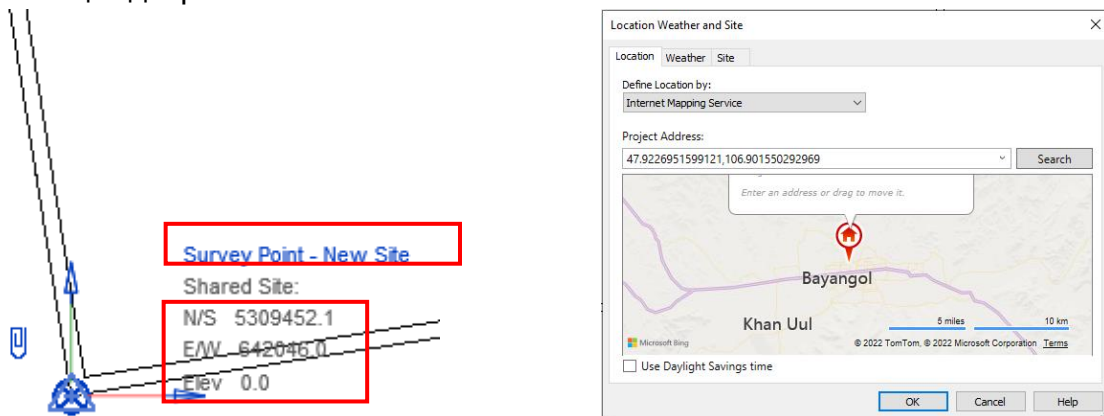 Survey Point - New Site
Shared Site:
N/S 5309452.1
E/W 642046.0
Elev 0.0
Location Weather and Site
Location Weather Site
Define Location by:
Internet Mapping Service
Project Address:
47.9226951599121,106.901550292969
Search
Enter an address or drag to move it.
Bayangol
Khan Uul
5 miles 10 km
Microsoft Bing
© 2022 TomTom, © 2022 Microsoft Corporation Terms
Use Daylight Savings time
OK Cancel Help